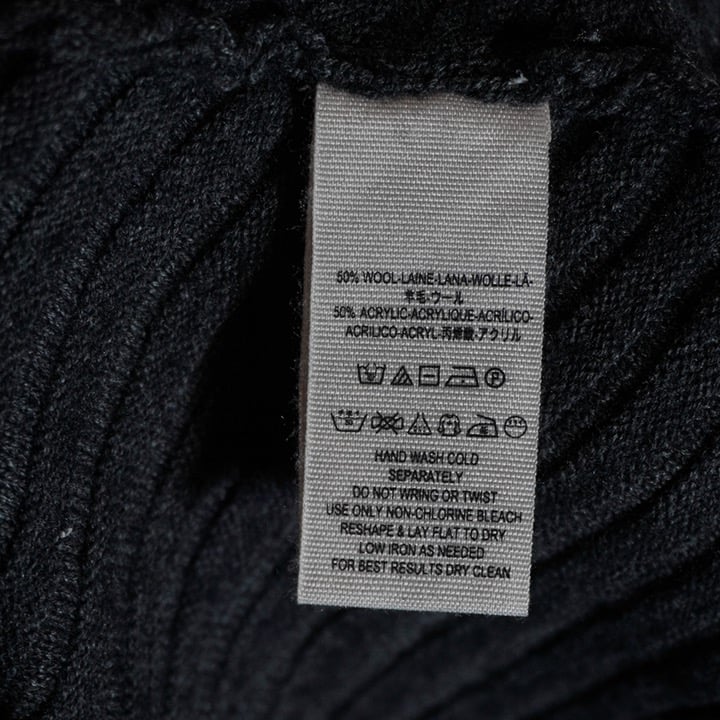 50% WOOL-LAINE-LANA-WOLLE-LÃ-
羊毛-ウール
50% ACRYLIC-ACRYLIQUE-ACRÍLICO-
ACRILICO-ACRYL-丙烯酸-アクリル
HAND WASH COLD
SEPARATELY
DO NOT WRING OR TWIST
USE ONLY NON-CHLORINE BLEACH
RESHAPE & LAY FLAT TO DRY
LOW IRON AS NEEDED
FOR BEST RESULTS DRY CLEAN